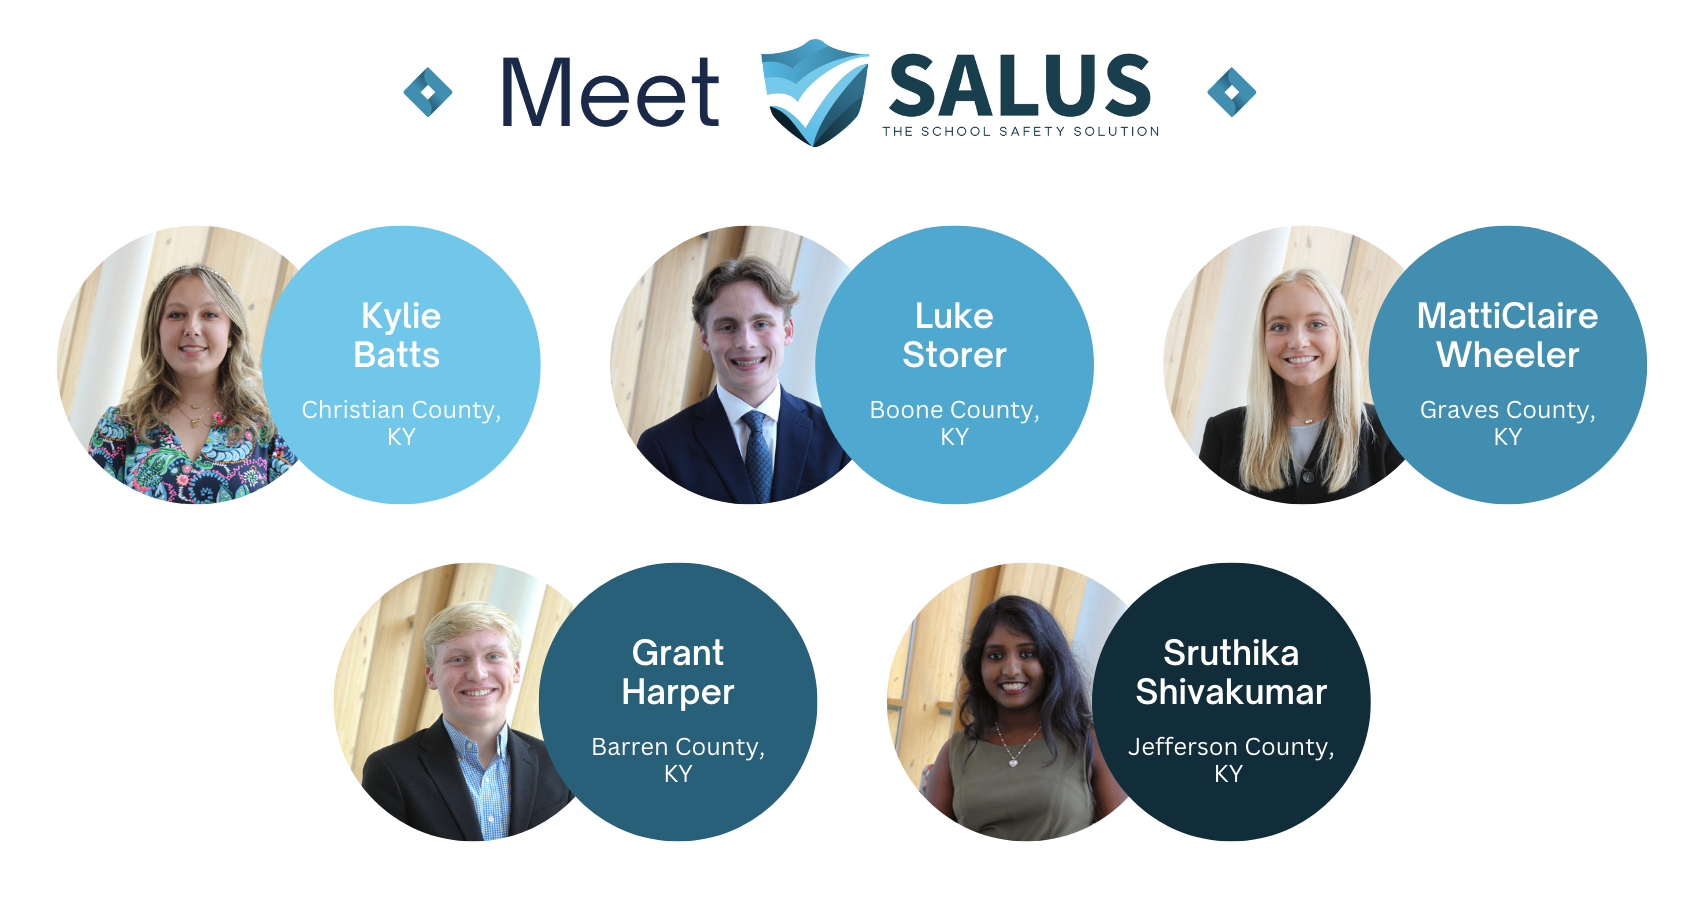 Meet SALUS
THE SCHOOL SAFETY SOLUTION
Kylie
Batts
Christian County,
KY
Luke
Storer
Boone County,
KY
MattiClaire
Wheeler
Graves County,
KY
Grant
Harper
Barren County,
KY
Sruthika
Shivakumar
Jefferson County,
KY